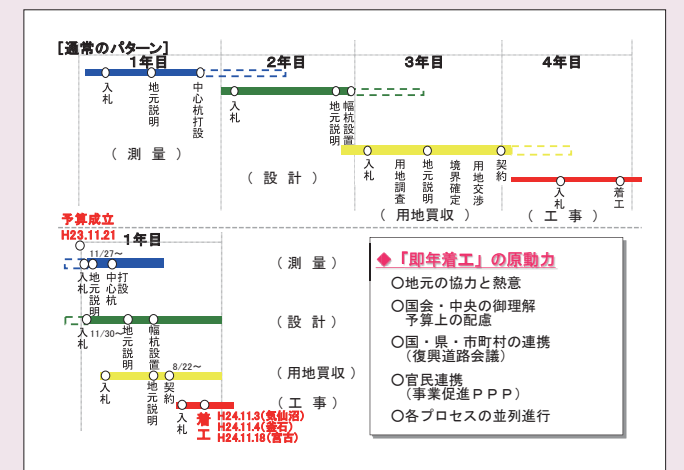 ［通常のパターン］
1年目
2年目
3年目
4年目
入札
地元説明
中心杭打設
（ 測 量 ）
入札
地元説明
幅杭設置
（ 設 計 ）
入札
用地調査
地元説明
境界確定
用地交渉
契約
（ 用地買収 ）
入札
着工
（ 工 事 ）
予算成立
H23.11.21
1年目
11/27～
入札
地元説明
中心杭打設
（ 測 量 ）
入札
11/30～
地元説明
幅杭設置
（ 設 計 ）
8/22～
入札
地元説明
契約
（ 用地買収 ）
入札
着工
（ 工 事 ）
H24.11.3(気仙沼)
H24.11.4(釜石)
H24.11.18(宮古)
◆「即年着工」の原動力
○地元の協力と熱意
○国会・中央の御理解
予算上の配慮
○国・県・市町村の連携
（復興道路会議）
○官民連携
（事業促進ＰＰＰ）
○各プロセスの並列進行